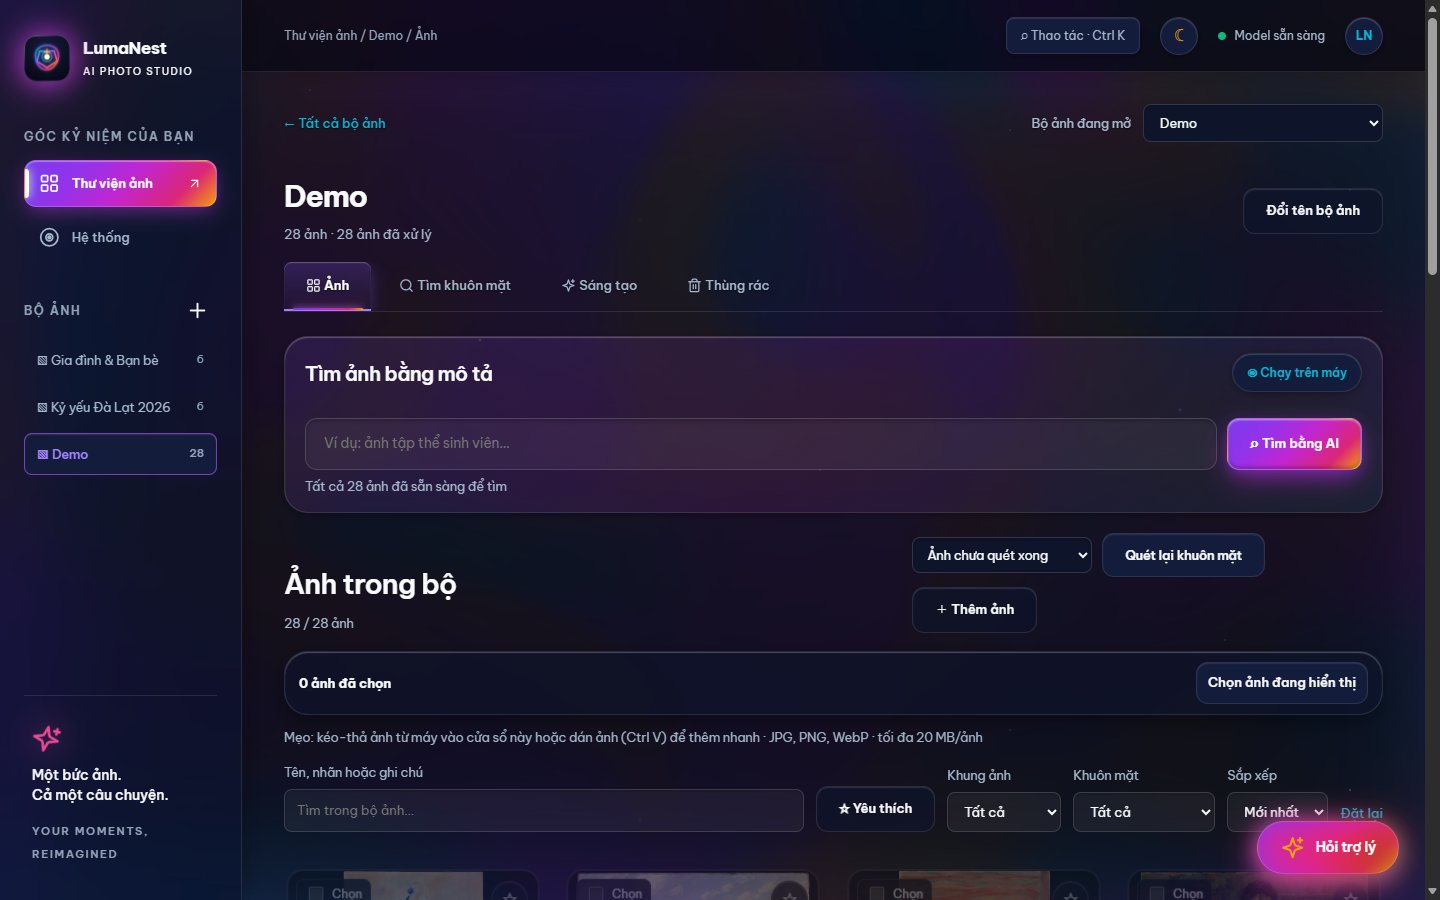 LumaNest
AI PHOTO STUDIO
GÓC KỶ NIỆM CỦA BẠN
Thư viện ảnh
Hệ thống
BỘ ẢNH
Gia đình & Bạn bè 6
Kỷ yếu Đà Lạt 2026 6
Demo 28
Một bức ảnh.
Cả một câu chuyện.
YOUR MOMENTS,
REIMAGINED
Thư viện ảnh / Demo / Ảnh
Thao tác · Ctrl K
Model sẵn sàng
LN
← Tất cả bộ ảnh
Bộ ảnh đang mở
Demo
Demo
28 ảnh · 28 ảnh đã xử lý
Đổi tên bộ ảnh
Ảnh
Tìm khuôn mặt
Sáng tạo
Thùng rác
Tìm ảnh bằng mô tả
Chạy trên máy
Ví dụ: ảnh tập thể sinh viên...
Tìm bằng AI
Tất cả 28 ảnh đã sẵn sàng để tìm
Ảnh trong bộ
28 / 28 ảnh
Ảnh chưa quét xong
Quét lại khuôn mặt
+ Thêm ảnh
0 ảnh đã chọn
Chọn ảnh đang hiển thị
Mẹo: kéo-thả ảnh từ máy vào cửa sổ này hoặc dán ảnh (Ctrl V) để thêm nhanh · JPG, PNG, WebP · tối đa 20 MB/ảnh
Tên, nhãn hoặc ghi chú
Tìm trong bộ ảnh...
★ Yêu thích
Khung ảnh
Tất cả
Khuôn mặt
Tất cả
Sắp xếp
Mới nhất
Đặt lại
Hỏi trợ lý
Chọn
Chọn
Chọn
Chọn